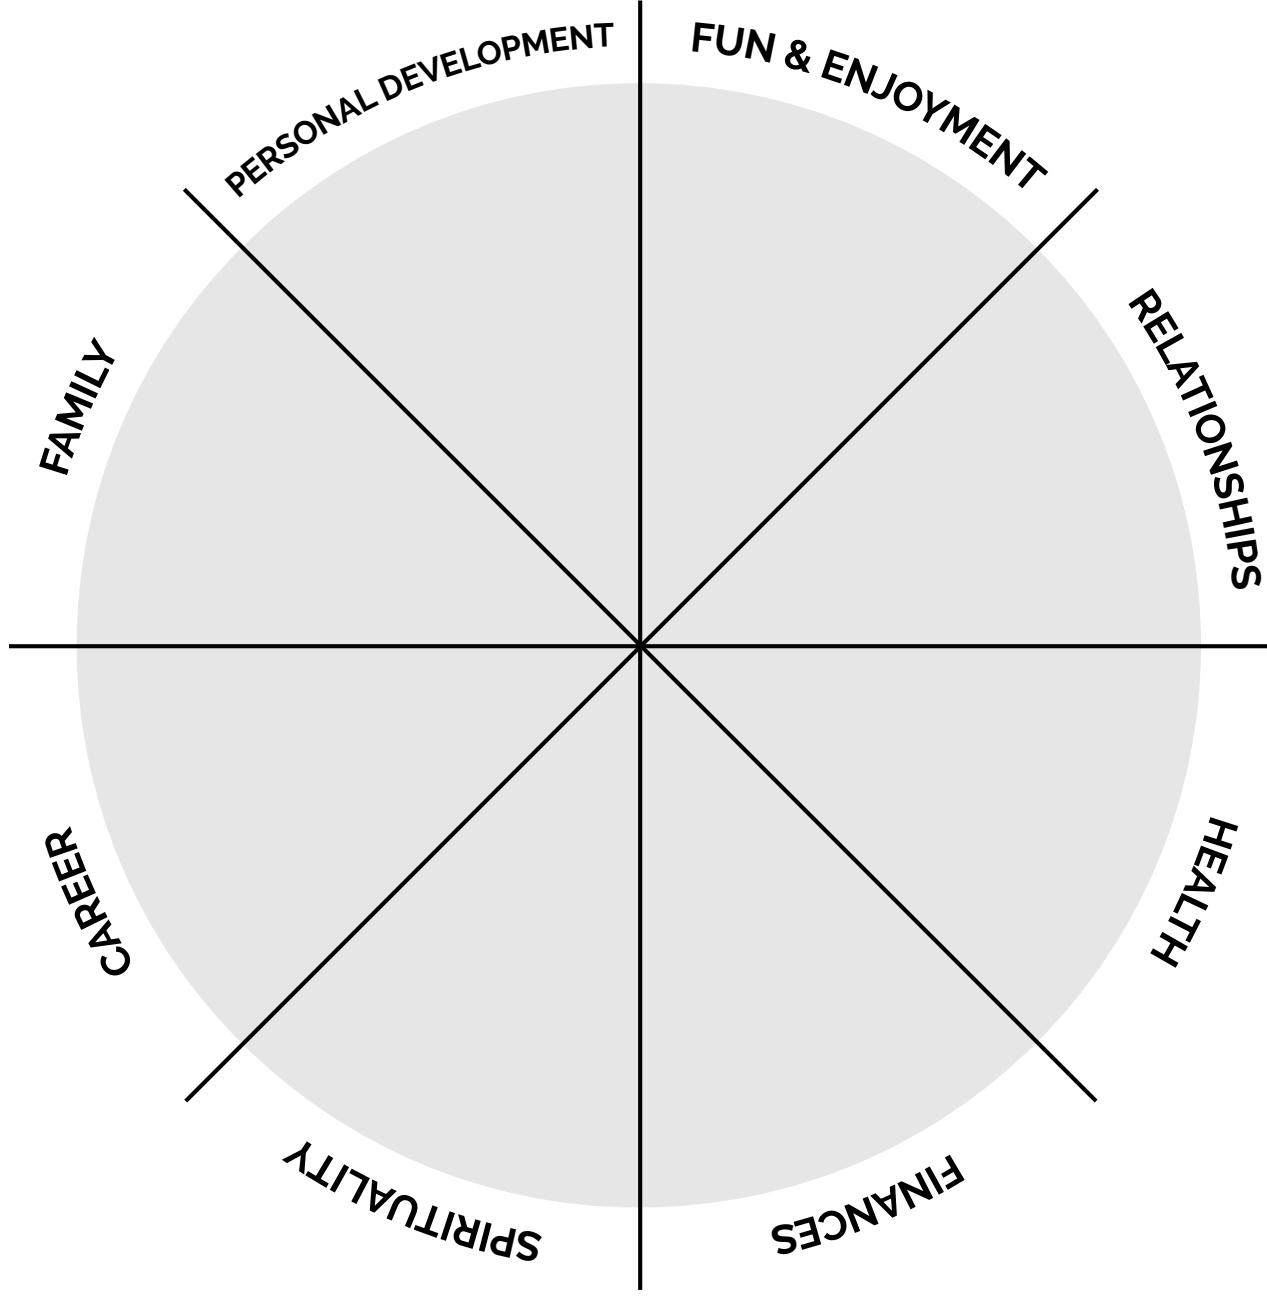 FUN & ENJOYMENT
RELATIONSHIPS
HEALTH
FINANCES
SPIRITUALITY
CAREER
FAMILY
PERSONAL DEVELOPMENT